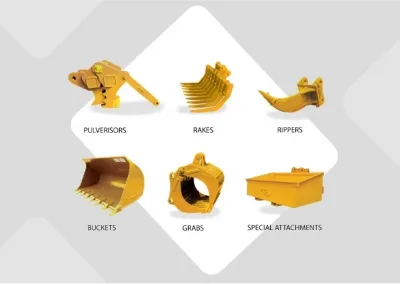 PULVERISORS
RAKES
RIPPERS
BUCKETS
GRABS
SPECIAL ATTACHMENTS